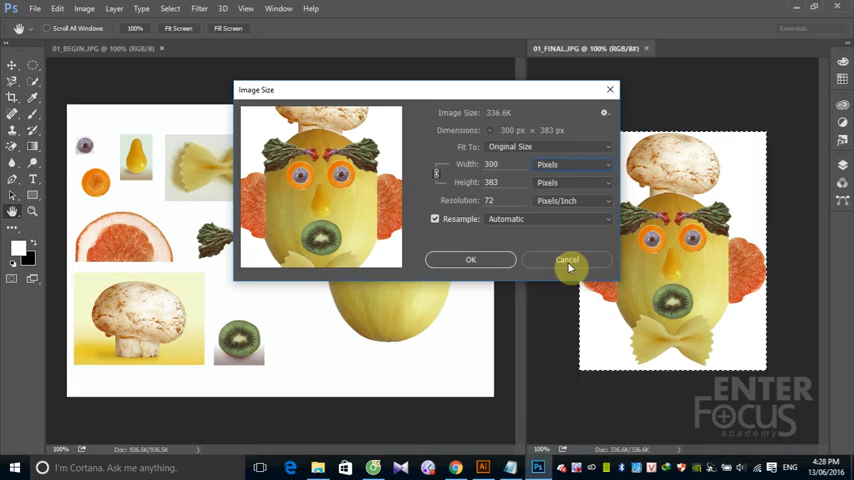 Ps File Edit Image Layer Type Select Filter 3D View Window Help
Scroll All Windows 100% Fit Screen Fill Screen Essentials
01_BEGIN.JPG @ 100% (RGB/8) × 01_FINAL.JPG @ 100% (RGB/8#) ×
Image Size
Image Size: 336.6K
Dimensions: 300 px × 383 px
Fit To: Original Size
Width: 300 Pixels
Height: 383 Pixels
Resolution: 72 Pixels/Inch
Resample: Automatic
OK Cancel
ENTER
Focus
academy
100% Doc: 936.5K/936.5K 100% Doc: 336.6K/336.6K
I'm Cortana. Ask me anything. Ai Ps ENG 4:28 PM
13/06/2016